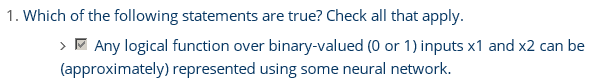 1. Which of the following statements are true? Check all that apply.
> ☑ Any logical function over binary-valued (0 or 1) inputs x1 and x2 can be
(approximately) represented using some neural network.